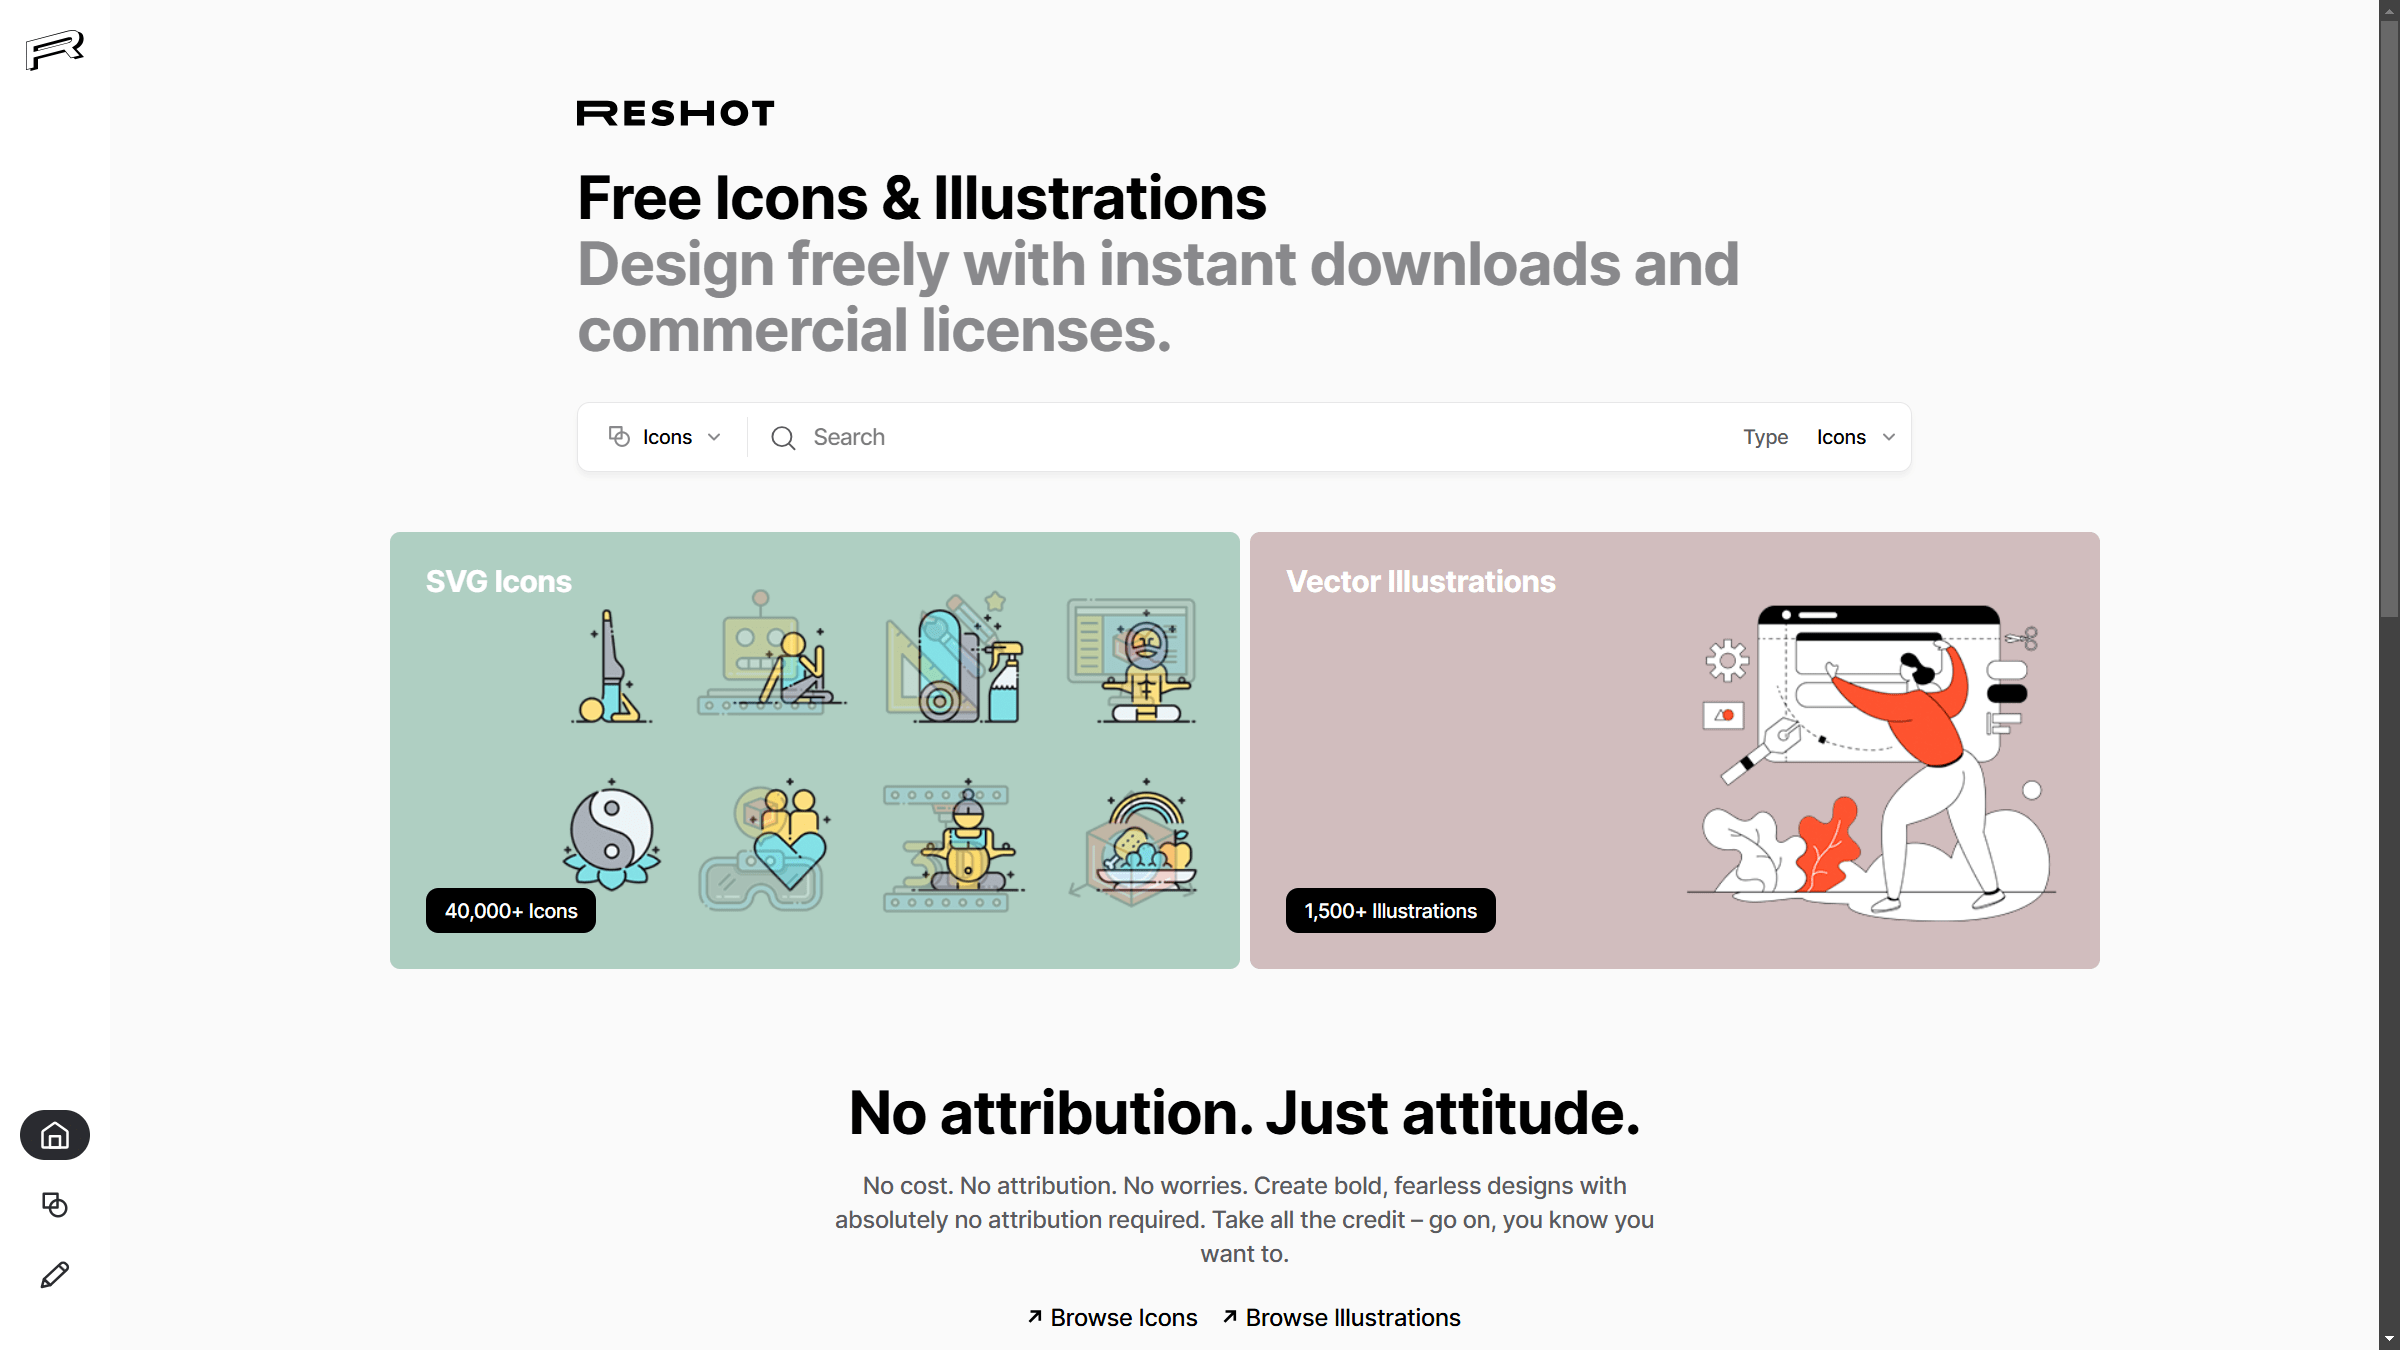 RESHOT
Free Icons & Illustrations
Design freely with instant downloads and
commercial licenses.
Icons
Search
Type
Icons
SVG Icons
40,000+ Icons
Vector Illustrations
1,500+ Illustrations
No attribution. Just attitude.
No cost. No attribution. No worries. Create bold, fearless designs with
absolutely no attribution required. Take all the credit – go on, you know you
want to.
Browse Icons
Browse Illustrations